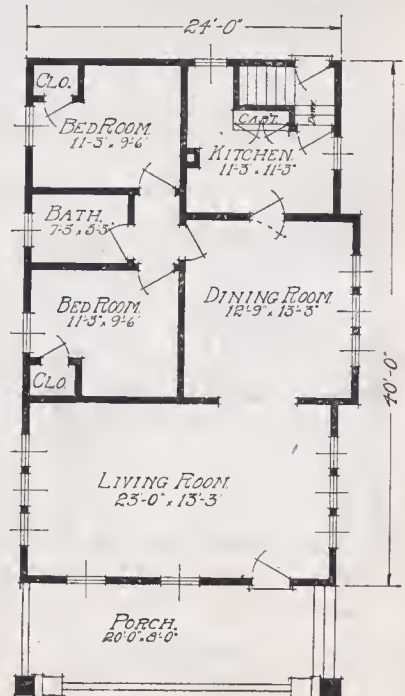 24'-0"
CLO.
BED ROOM.
11'-3" x 9'-6"
CAB'T.
DOWN
KITCHEN.
11'-3" x 11'-3"
BATH.
7'-3" x 5'-3"
BED ROOM.
11'-3" x 9'-6"
DINING ROOM.
12'-9" x 13'-3"
CLO.
40'-0"
LIVING ROOM.
23'-0" x 13'-3"
PORCH.
20'-0" x 8'-0"